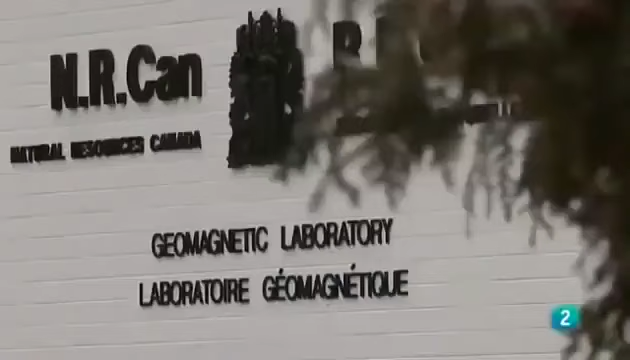 N.R.Can
NATURAL RESOURCES CANADA
GEOMAGNETIC LABORATORY
LABORATOIRE GÉOMAGNÉTIQUE
2